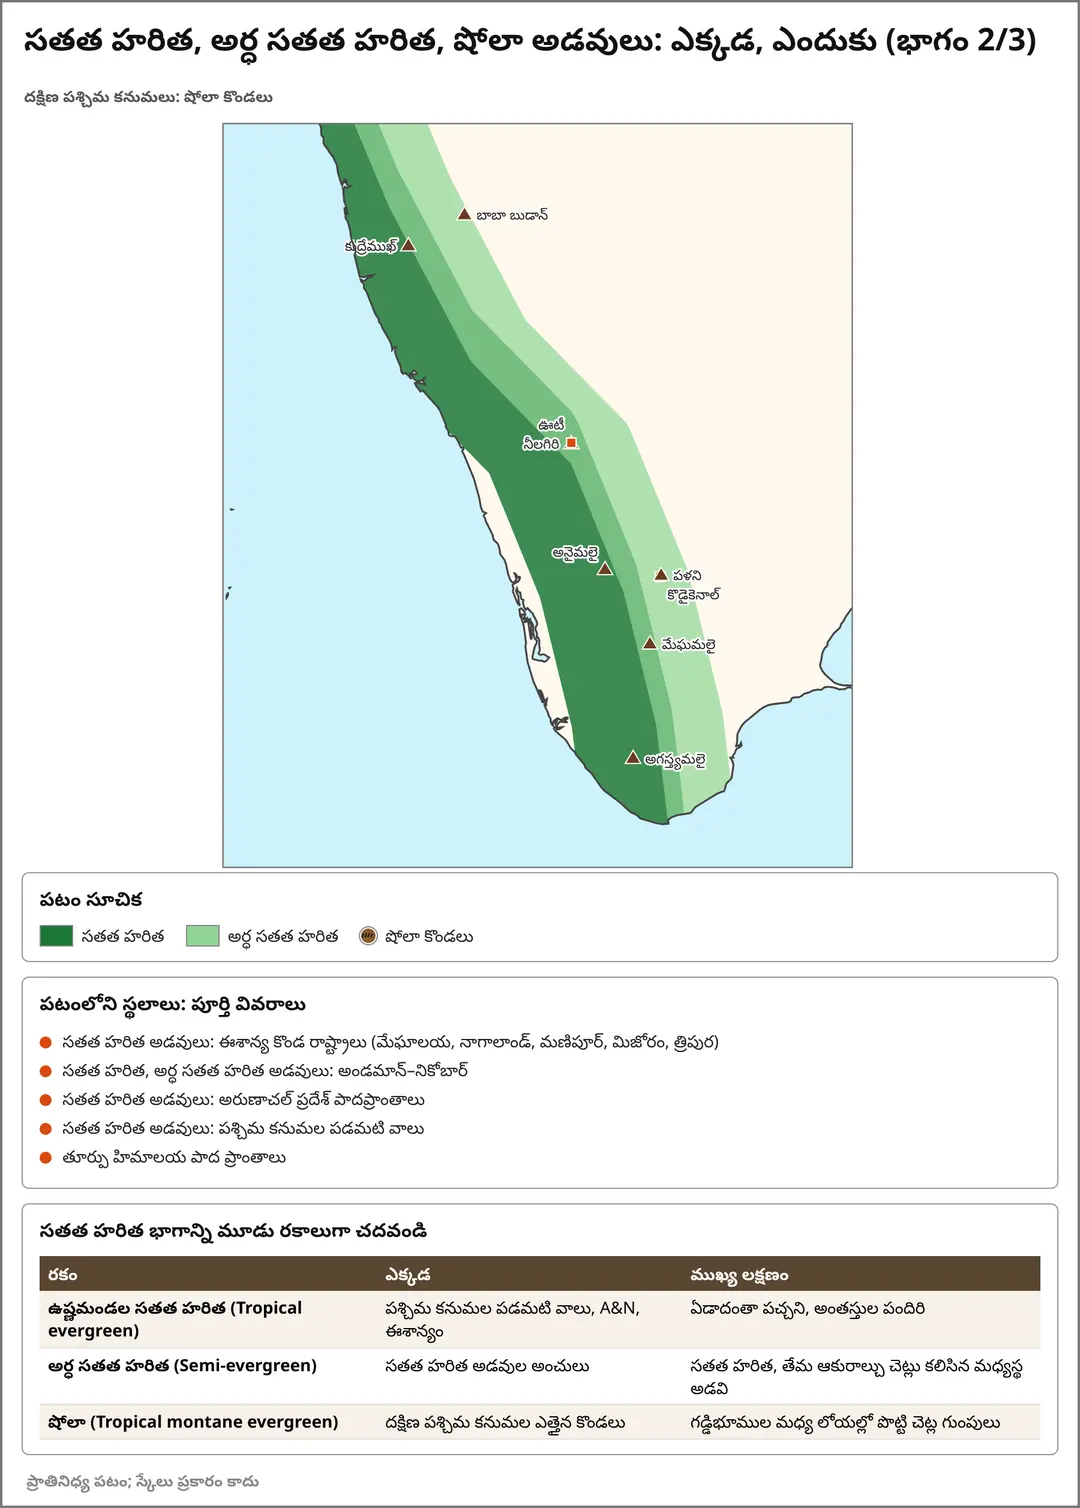 సతత హరిత, అర్ధ సతత హరిత, షోలా అడవులు: ఎక్కడ, ఎందుకు (భాగం 2/3)
దక్షిణ పశ్చిమ కనుమలు: షోలా కొండలు
బాబా బుడాన్
కుద్రేముఖ్
ఊటీ
నీలగిరి
అనైమలై
పళని
కొడైకెనాల్
మేఘమలై
అగస్త్యమలై
పటం సూచిక
సతత హరిత
అర్ధ సతత హరిత
షోలా కొండలు
పటంలోని స్థలాలు: పూర్తి వివరాలు
సతత హరిత అడవులు: ఈశాన్య కొండ రాష్ట్రాలు (మేఘాలయ, నాగాలాండ్, మణిపూర్, మిజోరం, త్రిపుర)
సతత హరిత, అర్ధ సతత హరిత అడవులు: అండమాన్–నికోబార్
సతత హరిత అడవులు: అరుణాచల్ ప్రదేశ్ పాదప్రాంతాలు
సతత హరిత అడవులు: పశ్చిమ కనుమల పడమటి వాలు
తూర్పు హిమాలయ పాద ప్రాంతాలు
సతత హరిత భాగాన్ని మూడు రకాలుగా చదవండి
రకం ఎక్కడ ముఖ్య లక్షణం
ఉష్ణమండల సతత హరిత (Tropical evergreen) పశ్చిమ కనుమల పడమటి వాలు, A&N, ఈశాన్యం ఏడాదంతా పచ్చని, అంతస్తుల పందిరి
అర్ధ సతత హరిత (Semi-evergreen) సతత హరిత అడవుల అంచులు సతత హరిత, తేమ ఆకురాల్చు చెట్లు కలిసిన మధ్యస్థ అడవి
షోలా (Tropical montane evergreen) దక్షిణ పశ్చిమ కనుమల ఎత్తైన కొండలు గడ్డిభూముల మధ్య లోయల్లో పొట్టి చెట్ల గుంపులు
ప్రాతినిధ్య పటం; స్కేలు ప్రకారం కాదు